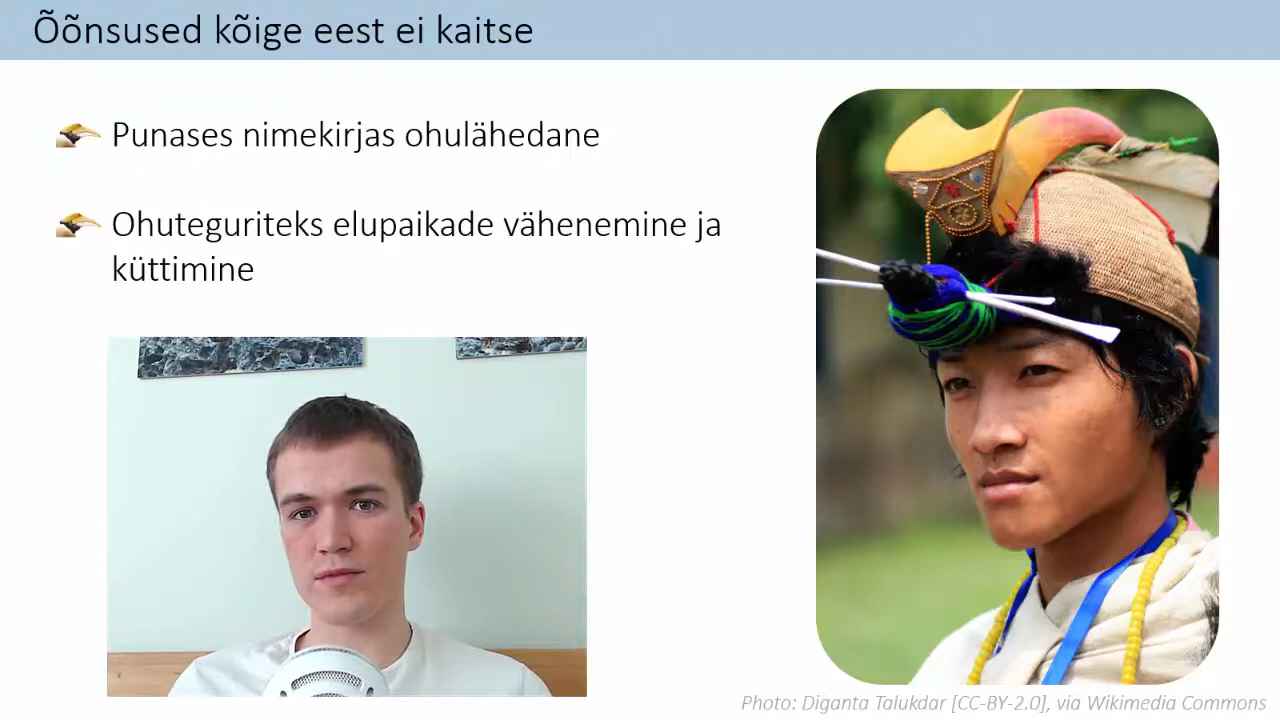 Õõnsused kõige eest ei kaitse
Punases nimekirjas ohulähedane
Ohuteguriteks elupaikade vähenemine ja
küttimine
Photo: Diganta Talukdar [CC-BY-2.0], via Wikimedia Commons